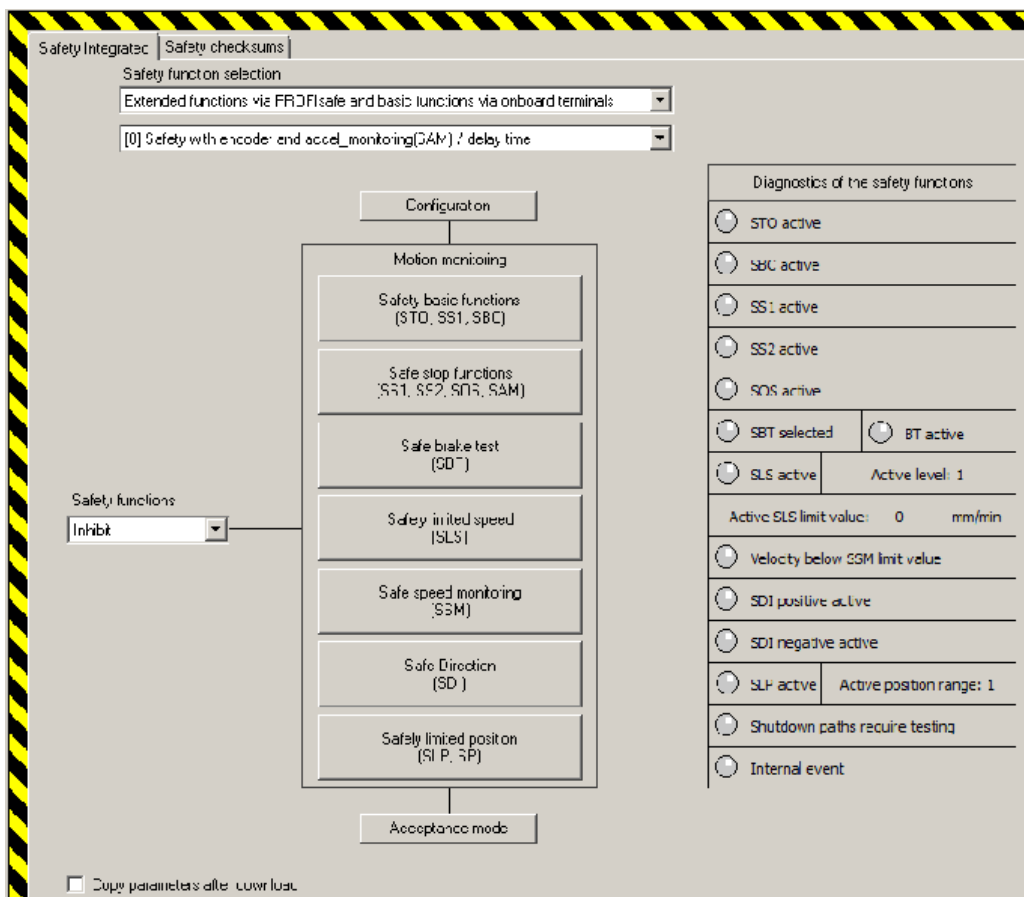 Safety Integrated
Safety checksums
Safety function selection
Extended functions via PROFIsafe and basic functions via onboard terminals
[0] Safety with encoder and accel_monitoring(SAM) / delay time
Configuration
Motion monitoring
Safety basic functions
(STO, SS1, SBC)
Safe stop functions
(SS1, SS2, SOS, SAM)
Safe brake test
(SBT)
Safety functions
Inhibit
Safely limited speed
(SLS)
Safe speed monitoring
(SSM)
Safe Direction
(SDI)
Safely limited position
(SLP, SP)
Acceptance mode
Copy parameters after download
Diagnostics of the safety functions
STO active
SBC active
SS1 active
SS2 active
SOS active
SBT selected
BT active
SLS active
Active level: 1
Active SLS limit value: 0 mm/min
Velocity below SSM limit value
SDI positive active
SDI negative active
SLP active
Active position range: 1
Shutdown paths require testing
Internal event